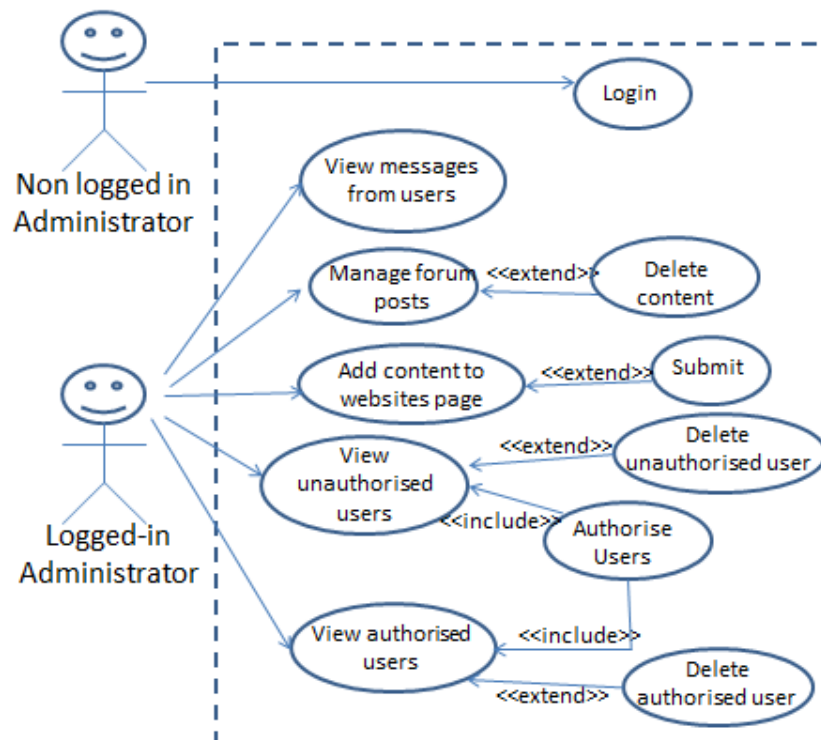 Login
Non logged in
Administrator
View messages
from users
Manage forum
posts
<<extend>>
Delete
content
Add content to
websites page
<<extend>>
Submit
View
unauthorised
users
<<extend>>
Delete
unauthorised user
<<include>>
Authorise
Users
Logged-in
Administrator
View authorised
users
<<include>>
<<extend>>
Delete
authorised user